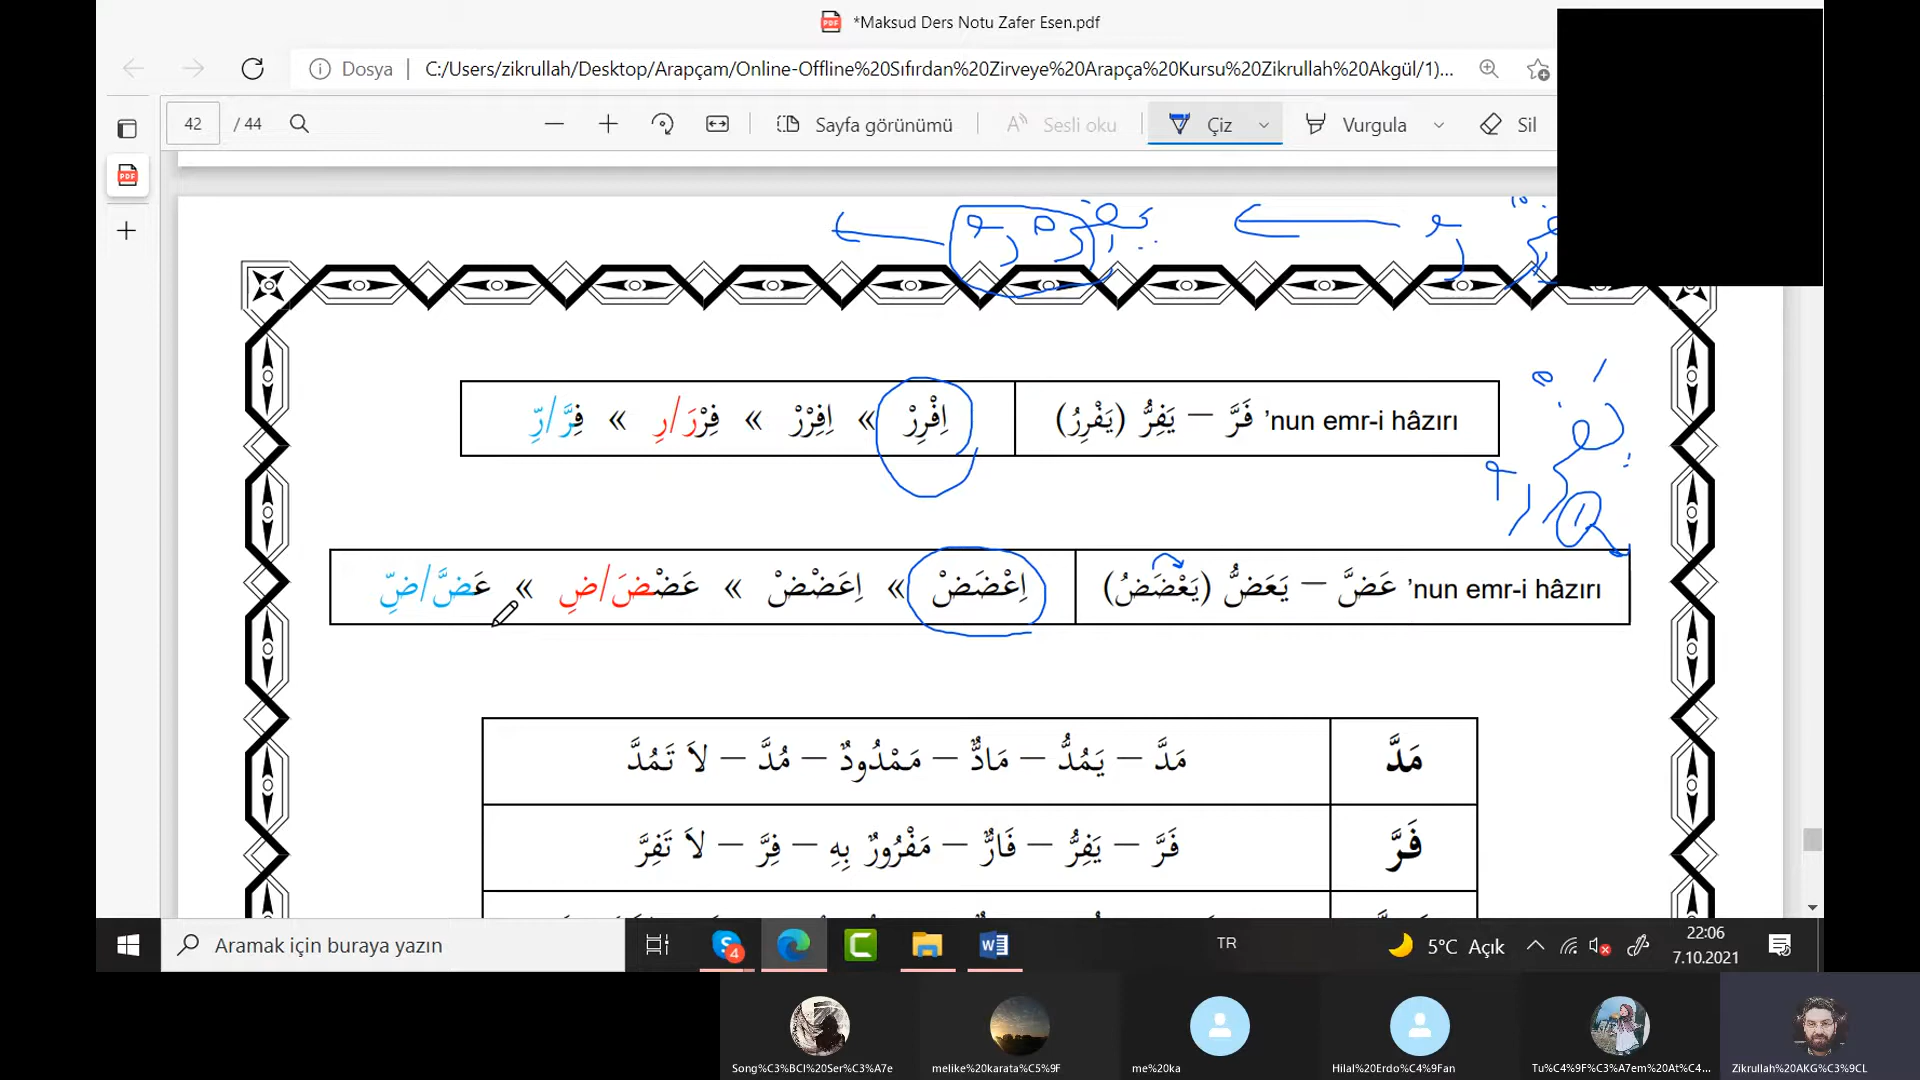 *Maksud Ders Notu Zafer Esen.pdf
Dosya | C:/Users/zikrullah/Desktop/Arapçam/Online-Offline%20Sıfırdan%20Zirveye%20Arapça%20Kursu%20Zikrullah%20Akgül/1)...
42 / 44 Sayfa görünümü Sesli oku Çiz Vurgula Sil
فَرَّ – يَفِرُّ (يَفْرِرُ) 'nun emr-i hâzırı اِفْرِرْ » اِفِرْرْ » فِرْرَ/رِ » فِرَّ/رِّ
عَضَّ – يَعَضُّ (يَعْضَضُ) 'nun emr-i hâzırı اِعْضَضْ » اِعَضْضْ » عَضْضَ/ضِ » عَضَّ/ضِّ
مَدَّ مَدَّ – يَمُدُّ – مَادٌّ – مَمْدُودٌ – مُدَّ – لاَ تَمُدَّ
فَرَّ فَرَّ – يَفِرُّ – فَارٌّ – مَفْرُورٌ بِهِ – فِرَّ – لاَ تَفِرَّ
Aramak için buraya yazın
4
TR
5°C Açık
22:06
7.10.2021
Song%C3%BCl%20Ser%C3%A7e melike%20karata%C5%9F me%20ka Hilal%20Erdo%C4%9Fan Tu%C4%9F%C3%A7em%20At%C4... Zikrullah%20AKG%C3%9CL